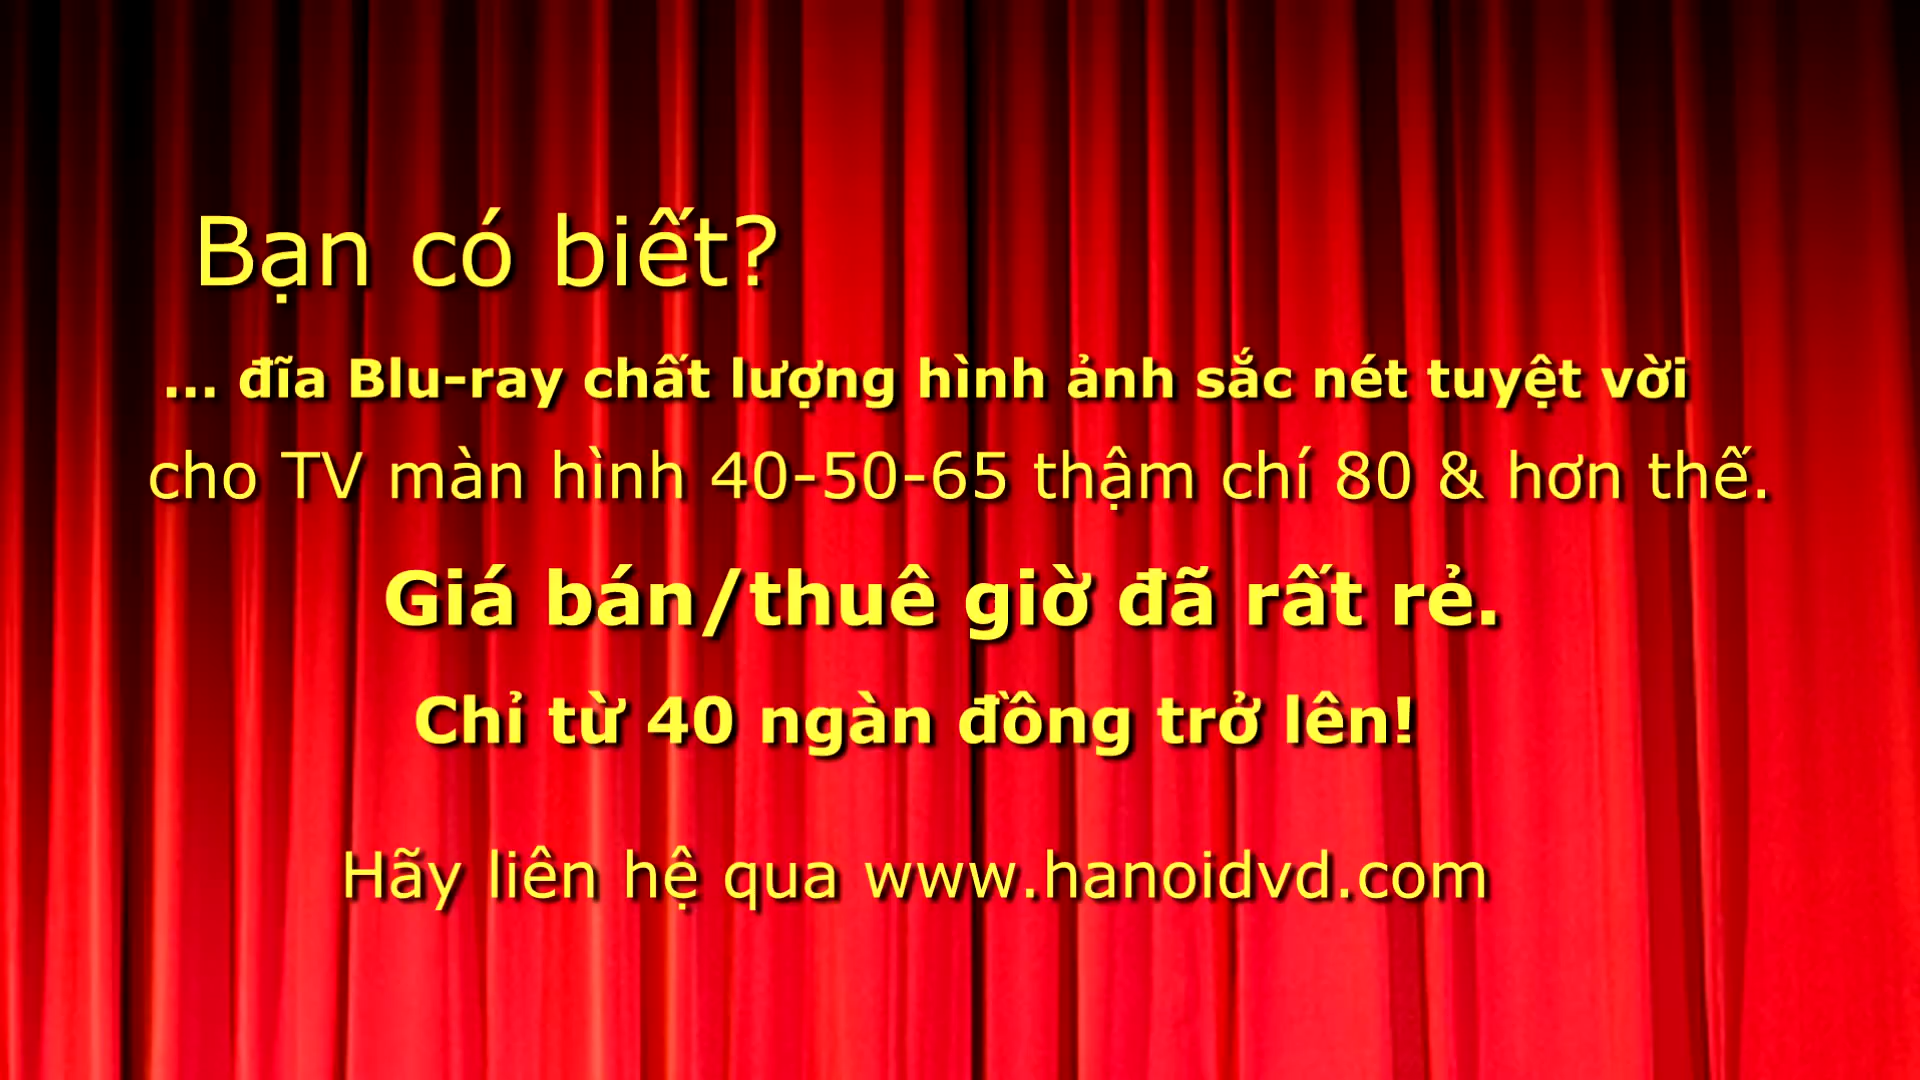 Bạn có biết?
... đĩa Blu-ray chất lượng hình ảnh sắc nét tuyệt vời
cho TV màn hình 40-50-65 thậm chí 80 & hơn thế.
Giá bán/thuê giờ đã rất rẻ.
Chỉ từ 40 ngàn đồng trở lên!
Hãy liên hệ qua www.hanoidvd.com